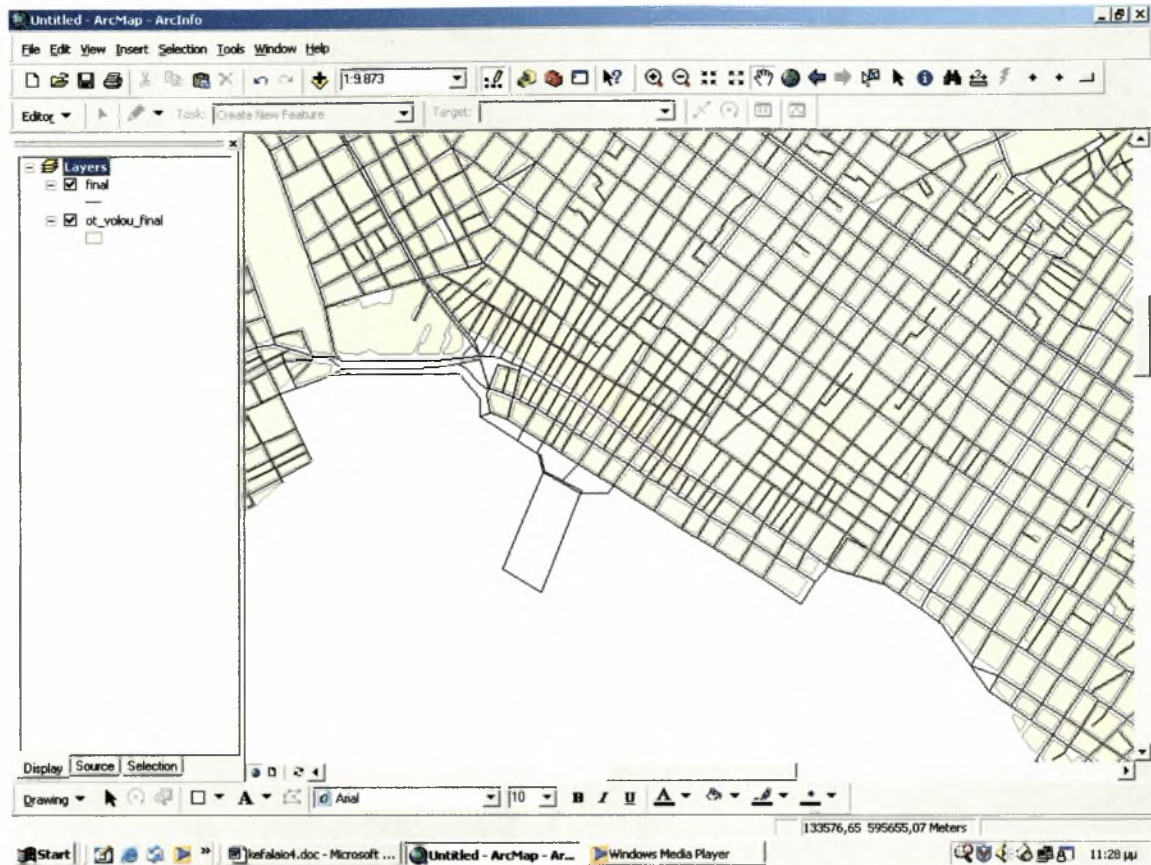 Untitled - ArcMap - ArcInfo
File Edit View Insert Selection Tools Window Help
1:9.873
Editor Task: Create New Feature Target:
Layers
final
ot_volou_final
Display Source Selection
Drawing A Arial 10 B I U A
133576,65 595655,07 Meters
Start » kefalaio4.doc - Microsoft ... Untitled - ArcMap - Ar... Windows Media Player 11:28 μμ